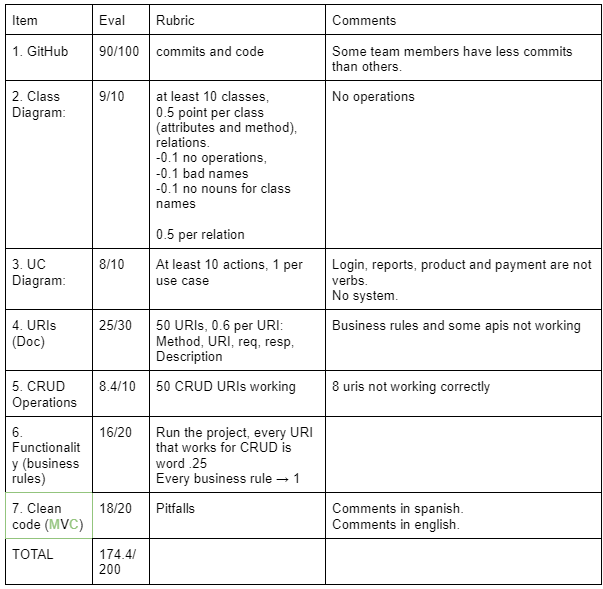 Item Eval Rubric Comments
1. GitHub 90/100 commits and code Some team members have less commits
than others.
2. Class
Diagram:
9/10
at least 10 classes,
0.5 point per class
(attributes and method),
relations.
-0.1 no operations,
-0.1 bad names
-0.1 no nouns for class
names
0.5 per relation
No operations
3. UC
Diagram:
8/10
At least 10 actions, 1 per
use case
Login, reports, product and payment are not
verbs.
No system.
4. URIs
(Doc)
25/30
50 URIs, 0.6 per URI:
Method, URI, req, resp,
Description
Business rules and some apis not working
5. CRUD
Operations
8.4/10
50 CRUD URIs working
8 uris not working correctly
6.
Functionalit
y (business
rules)
16/20
Run the project, every URI
that works for CRUD is
word .25
Every business rule → 1
7. Clean
code (MVC)
18/20
Pitfalls
Comments in spanish.
Comments in english.
TOTAL
174.4/
200